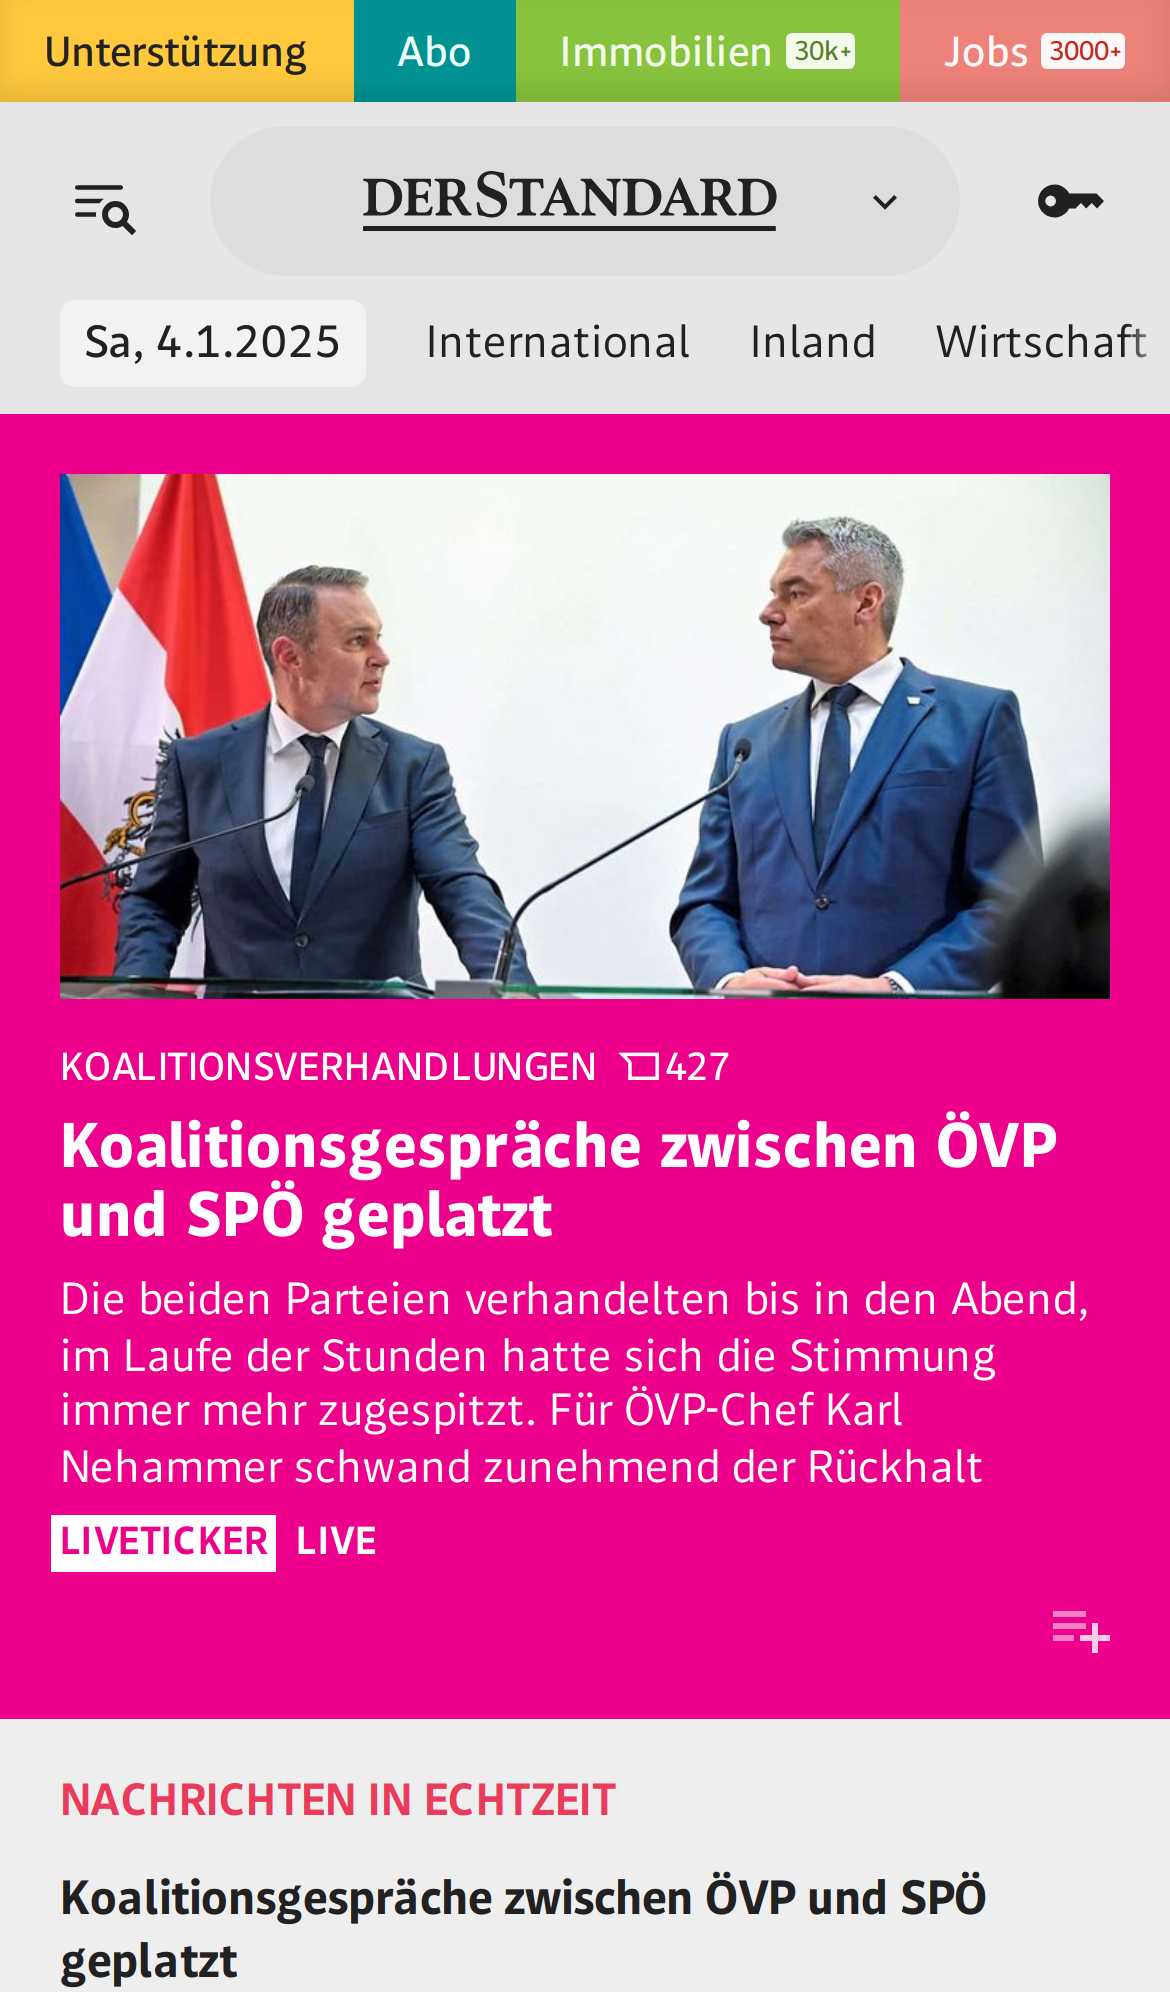 Unterstützung Abo Immobilien 30k+ Jobs 3000+
DERSTANDARD
Sa, 4.1.2025 International Inland Wirtschaft
KOALITIONSVERHANDLUNGEN 427
Koalitionsgespräche zwischen ÖVP
und SPÖ geplatzt
Die beiden Parteien verhandelten bis in den Abend,
im Laufe der Stunden hatte sich die Stimmung
immer mehr zugespitzt. Für ÖVP-Chef Karl
Nehammer schwand zunehmend der Rückhalt
LIVETICKER LIVE
NACHRICHTEN IN ECHTZEIT
Koalitionsgespräche zwischen ÖVP und SPÖ
geplatzt